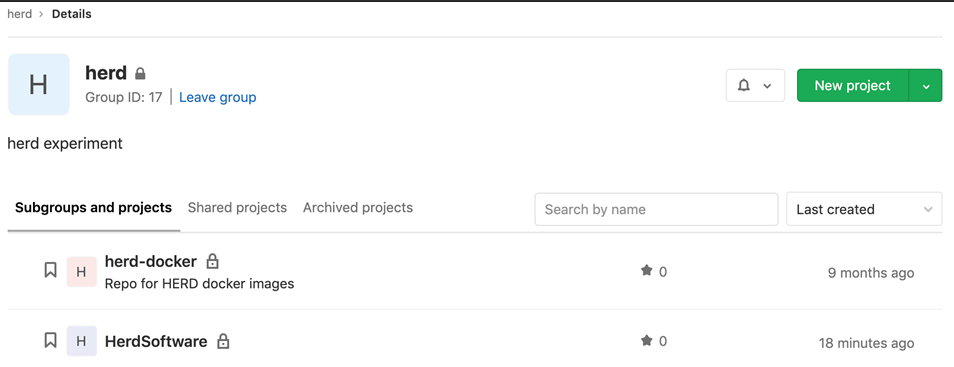 herd > Details
H
herd
Group ID: 17 | Leave group
New project
herd experiment
Subgroups and projects Shared projects Archived projects
Search by name
Last created
H
herd-docker
Repo for HERD docker images
0
9 months ago
H
HerdSoftware
0
18 minutes ago